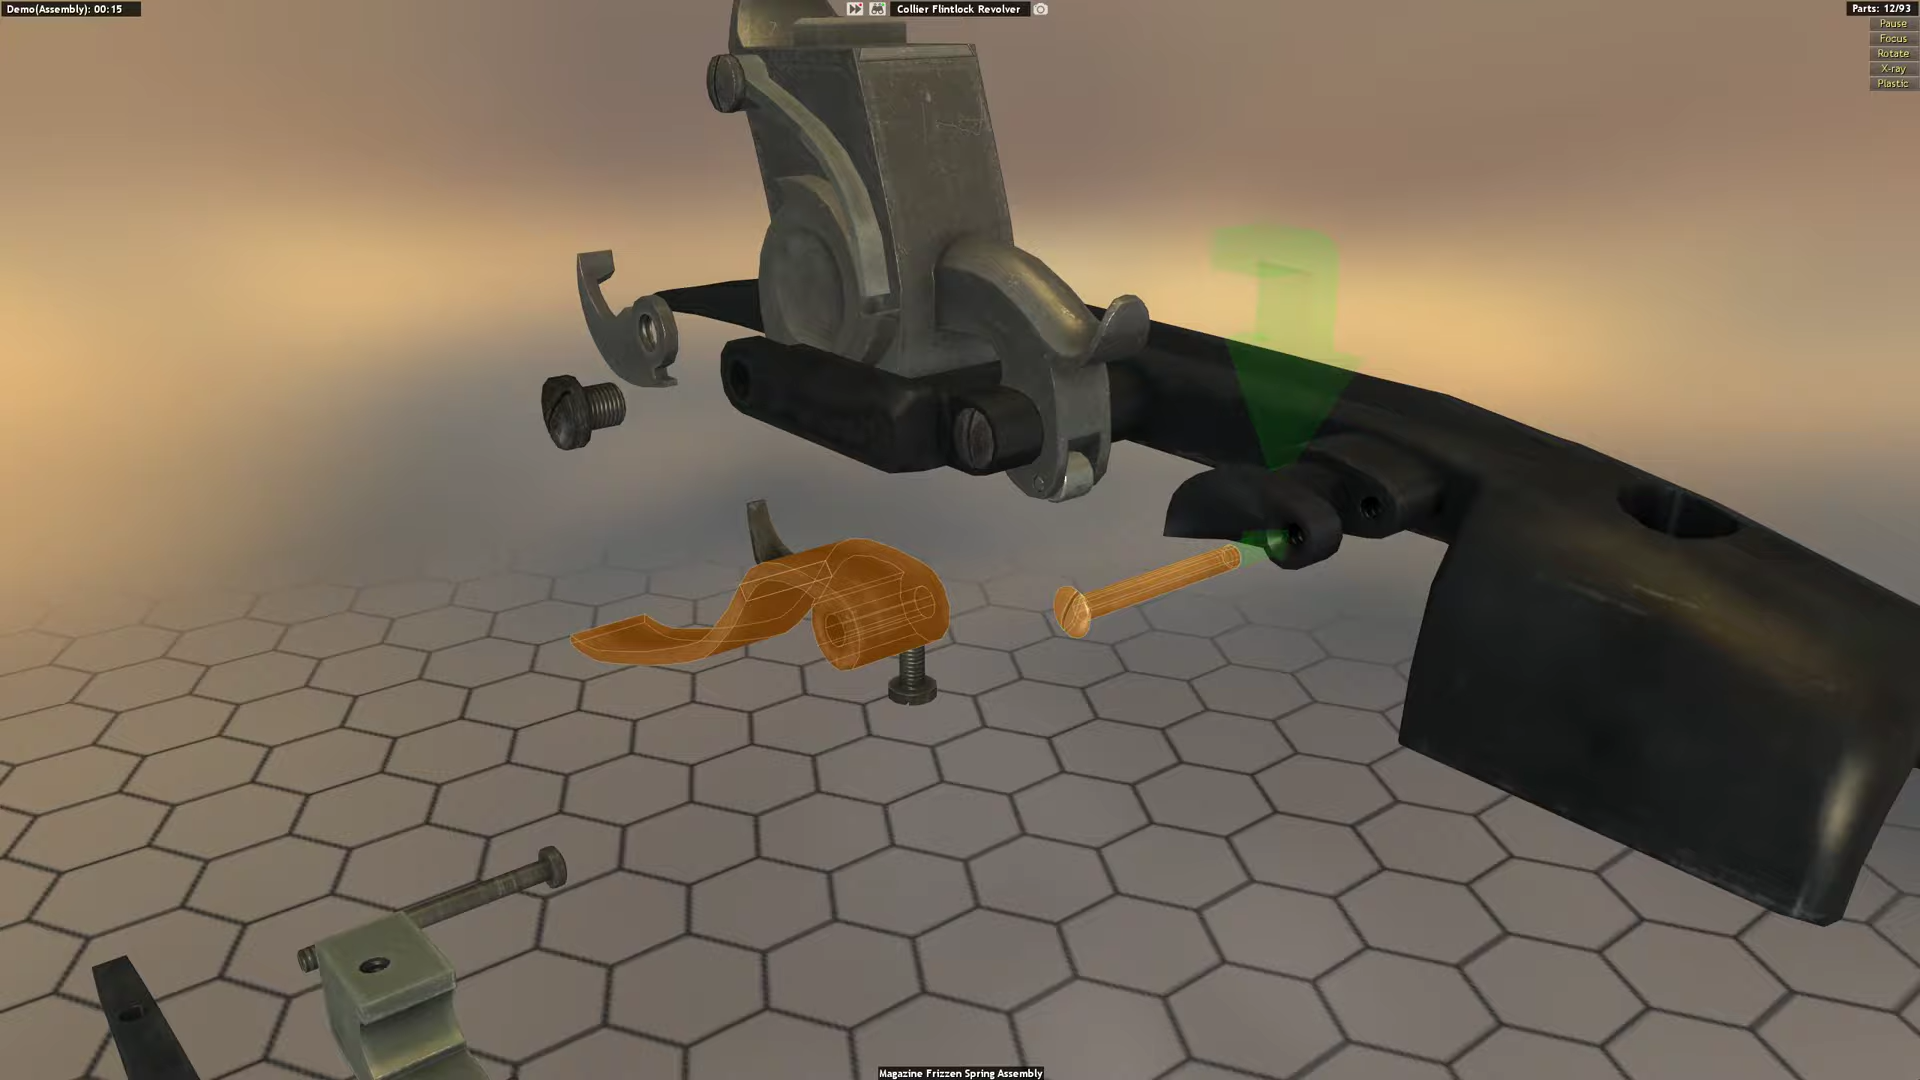 Demo(Assembly): 00:15
Collier Flintlock Revolver
Parts: 12/93
Pause
Focus
Rotate
X-ray
Plastic
1
Magazine Frizzen Spring Assembly